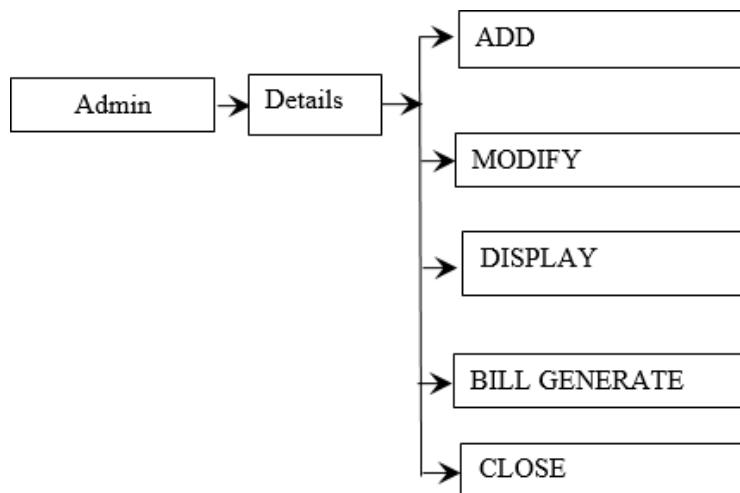 Admin
Details
ADD
MODIFY
DISPLAY
BILL GENERATE
CLOSE